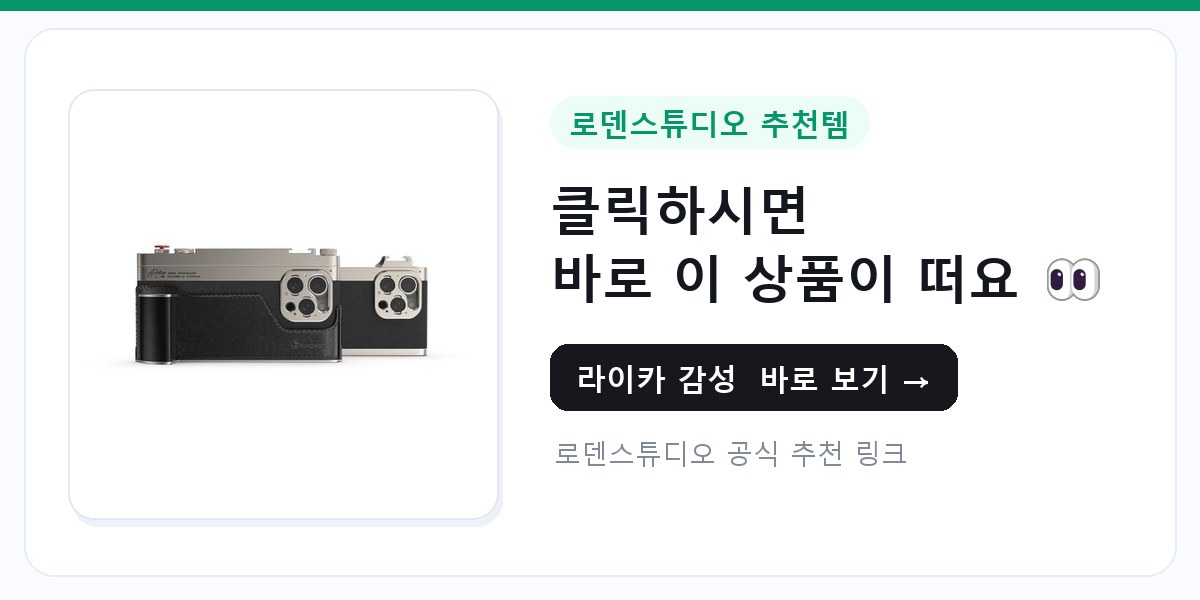 로덴스튜디오 추천템
클릭하시면
바로 이 상품이 떠요 👀
라이카 감성 바로 보기 →
로덴스튜디오 공식 추천 링크